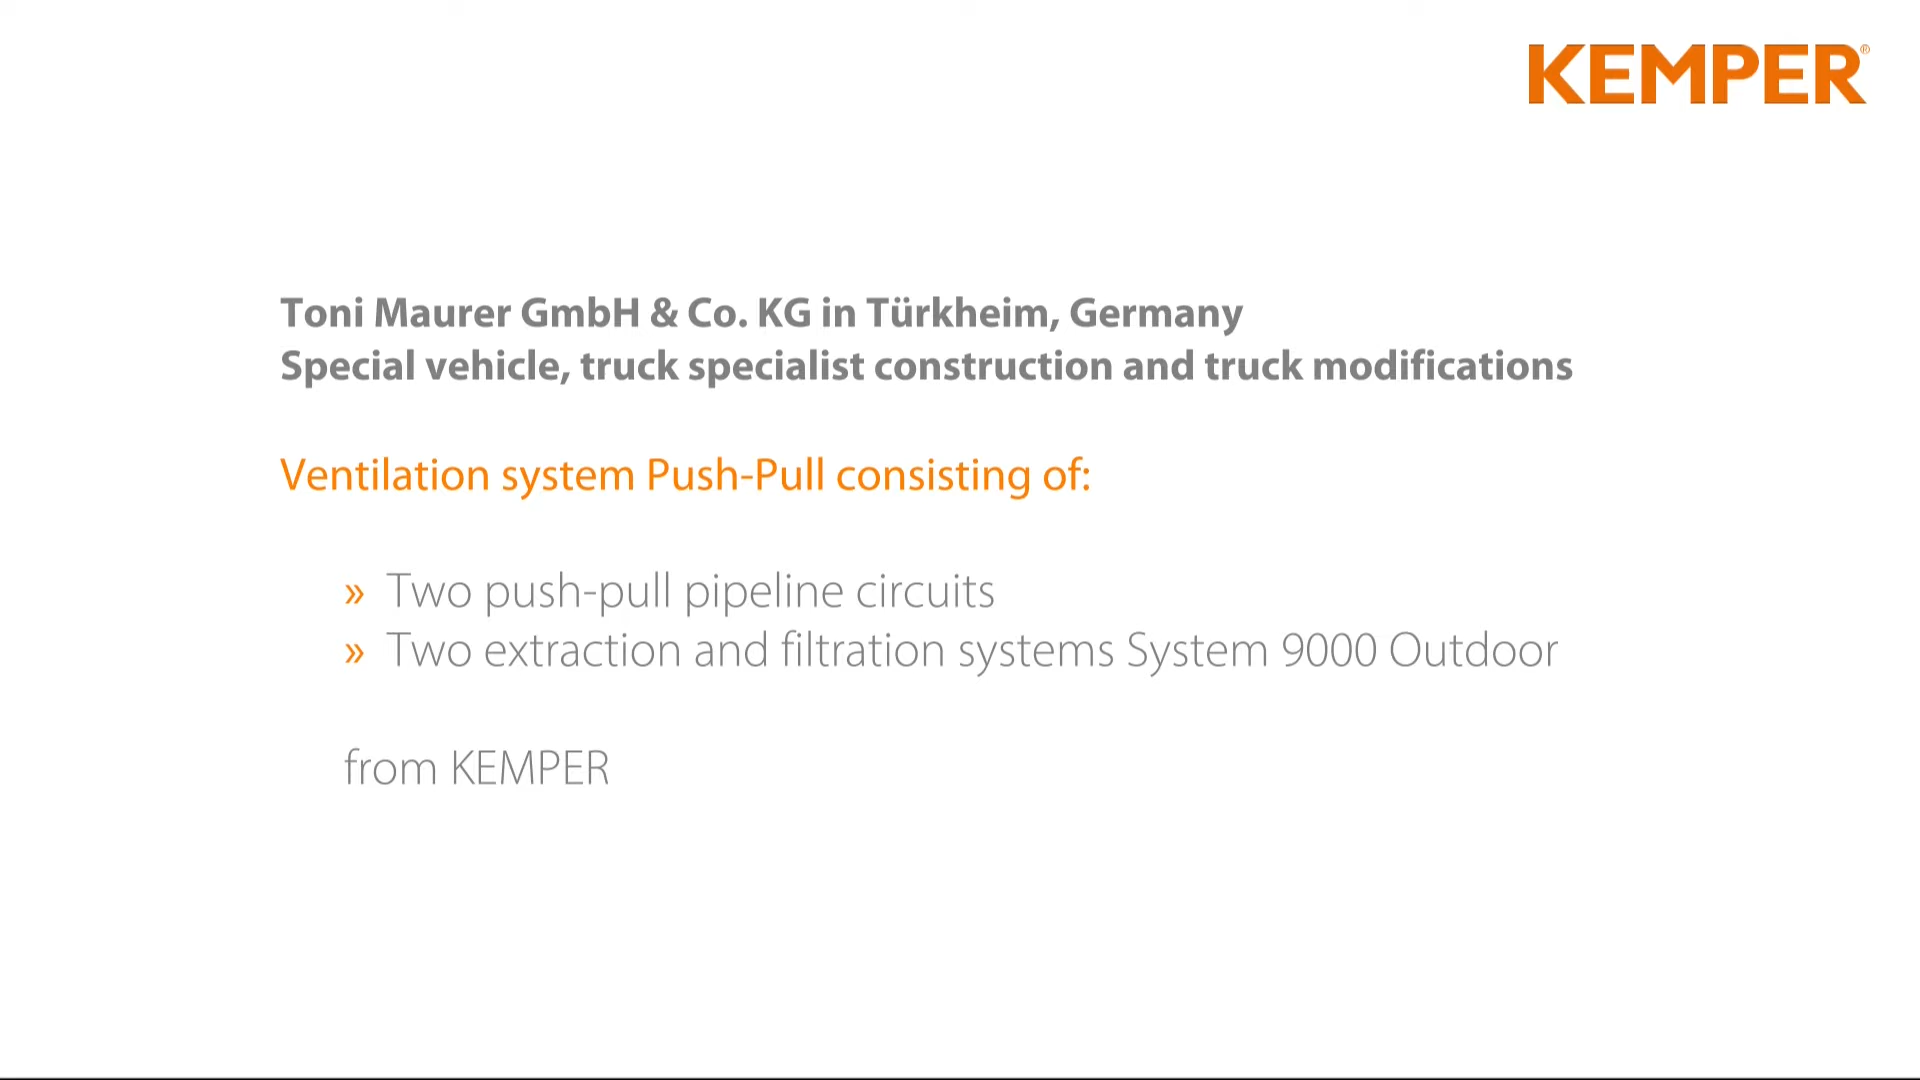 KEMPER®
Toni Maurer GmbH & Co. KG in Türkheim, Germany
Special vehicle, truck specialist construction and truck modifications
Ventilation system Push-Pull consisting of:
» Two push-pull pipeline circuits
» Two extraction and filtration systems System 9000 Outdoor
from KEMPER